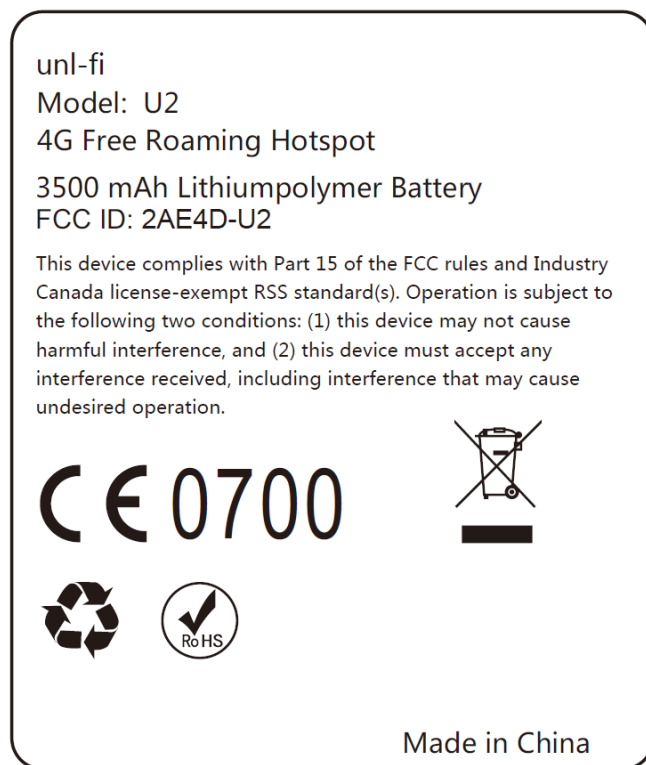 unl-fi
Model: U2
4G Free Roaming Hotspot
3500 mAh Lithiumpolymer Battery
FCC ID: 2AE4D-U2
This device complies with Part 15 of the FCC rules and Industry
Canada license-exempt RSS standard(s). Operation is subject to
the following two conditions: (1) this device may not cause
harmful interference, and (2) this device must accept any
interference received, including interference that may cause
undesired operation.
CE 0700
RoHS
Made in China